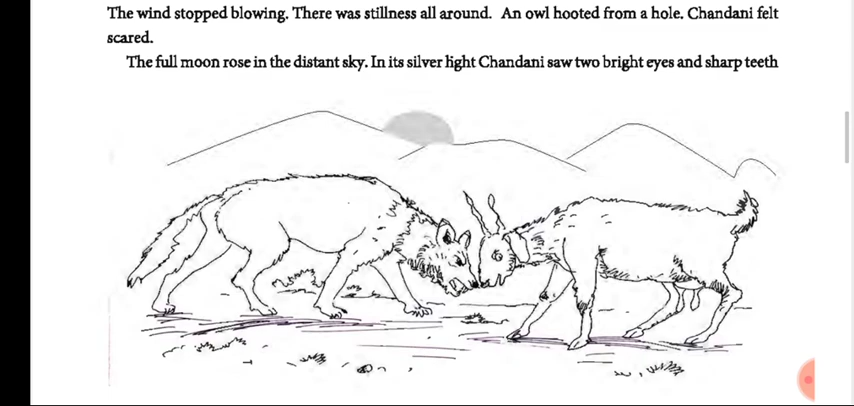 The wind stopped blowing. There was stillness all around. An owl hooted from a hole. Chandani felt
scared.
The full moon rose in the distant sky. In its silver light Chandani saw two bright eyes and sharp teeth